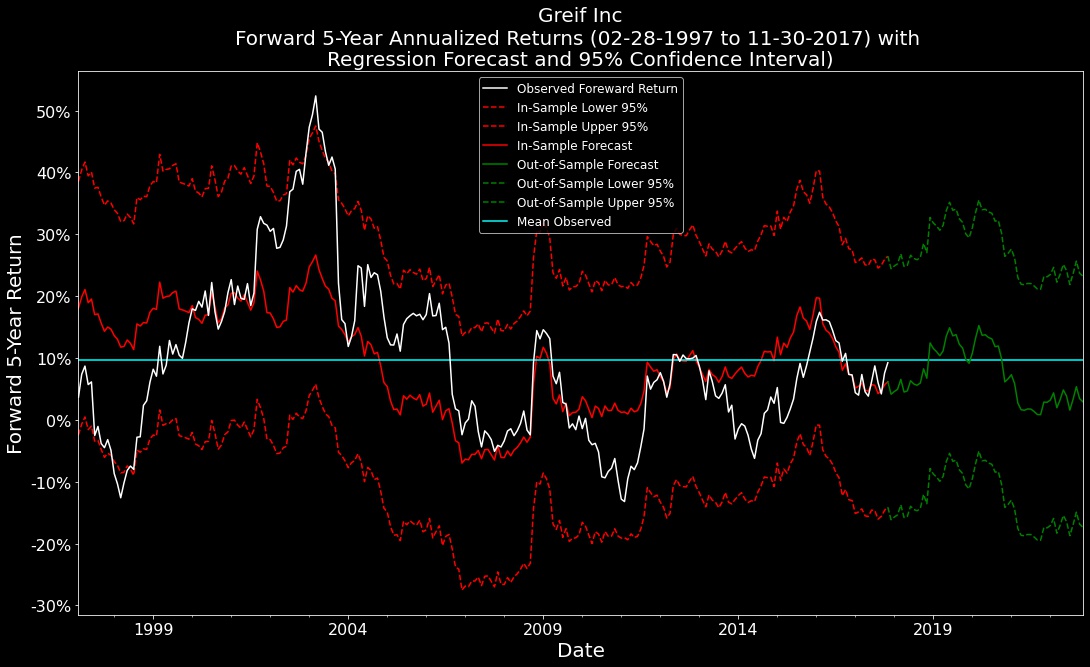 Greif Inc
Forward 5-Year Annualized Returns (02-28-1997 to 11-30-2017) with
Regression Forecast and 95% Confidence Interval)
Observed Foreward Return
In-Sample Lower 95%
In-Sample Upper 95%
In-Sample Forecast
Out-of-Sample Forecast
Out-of-Sample Lower 95%
Out-of-Sample Upper 95%
Mean Observed
Forward 5-Year Return
50%
40%
30%
20%
10%
0%
-10%
-20%
-30%
1999 2004 2009 2014 2019
Date